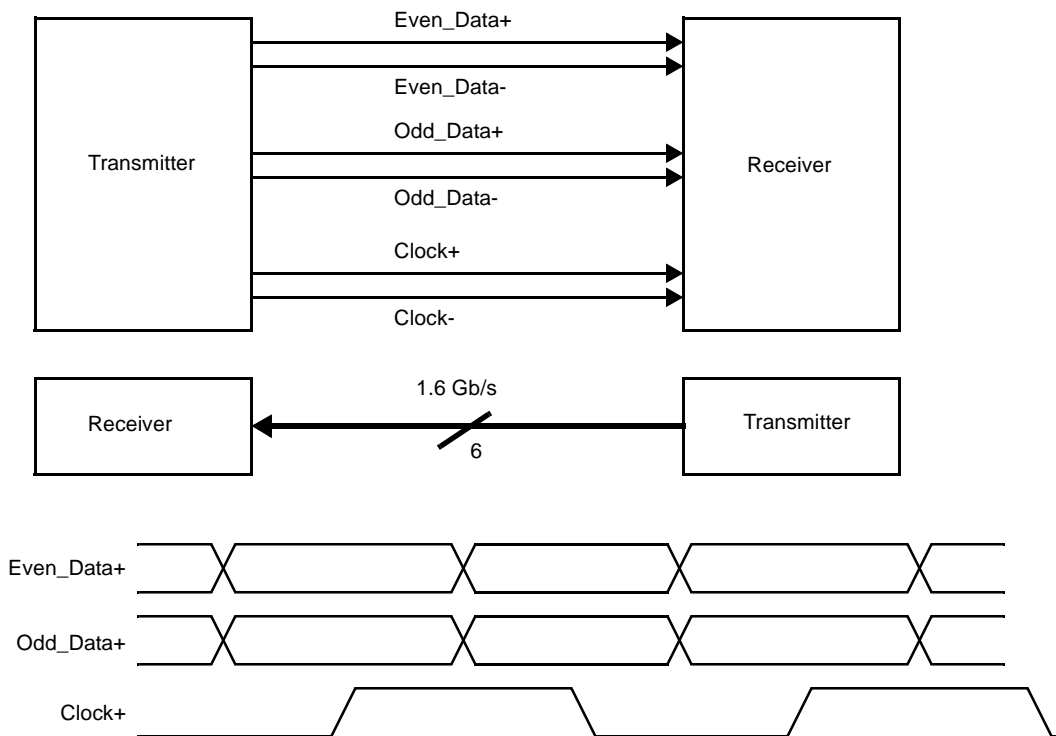 Even_Data+
Even_Data-
Odd_Data+
Transmitter
Receiver
Odd_Data-
Clock+
Clock-
1.6 Gb/s
Receiver
Transmitter
6
Even_Data+
Odd_Data+
Clock+